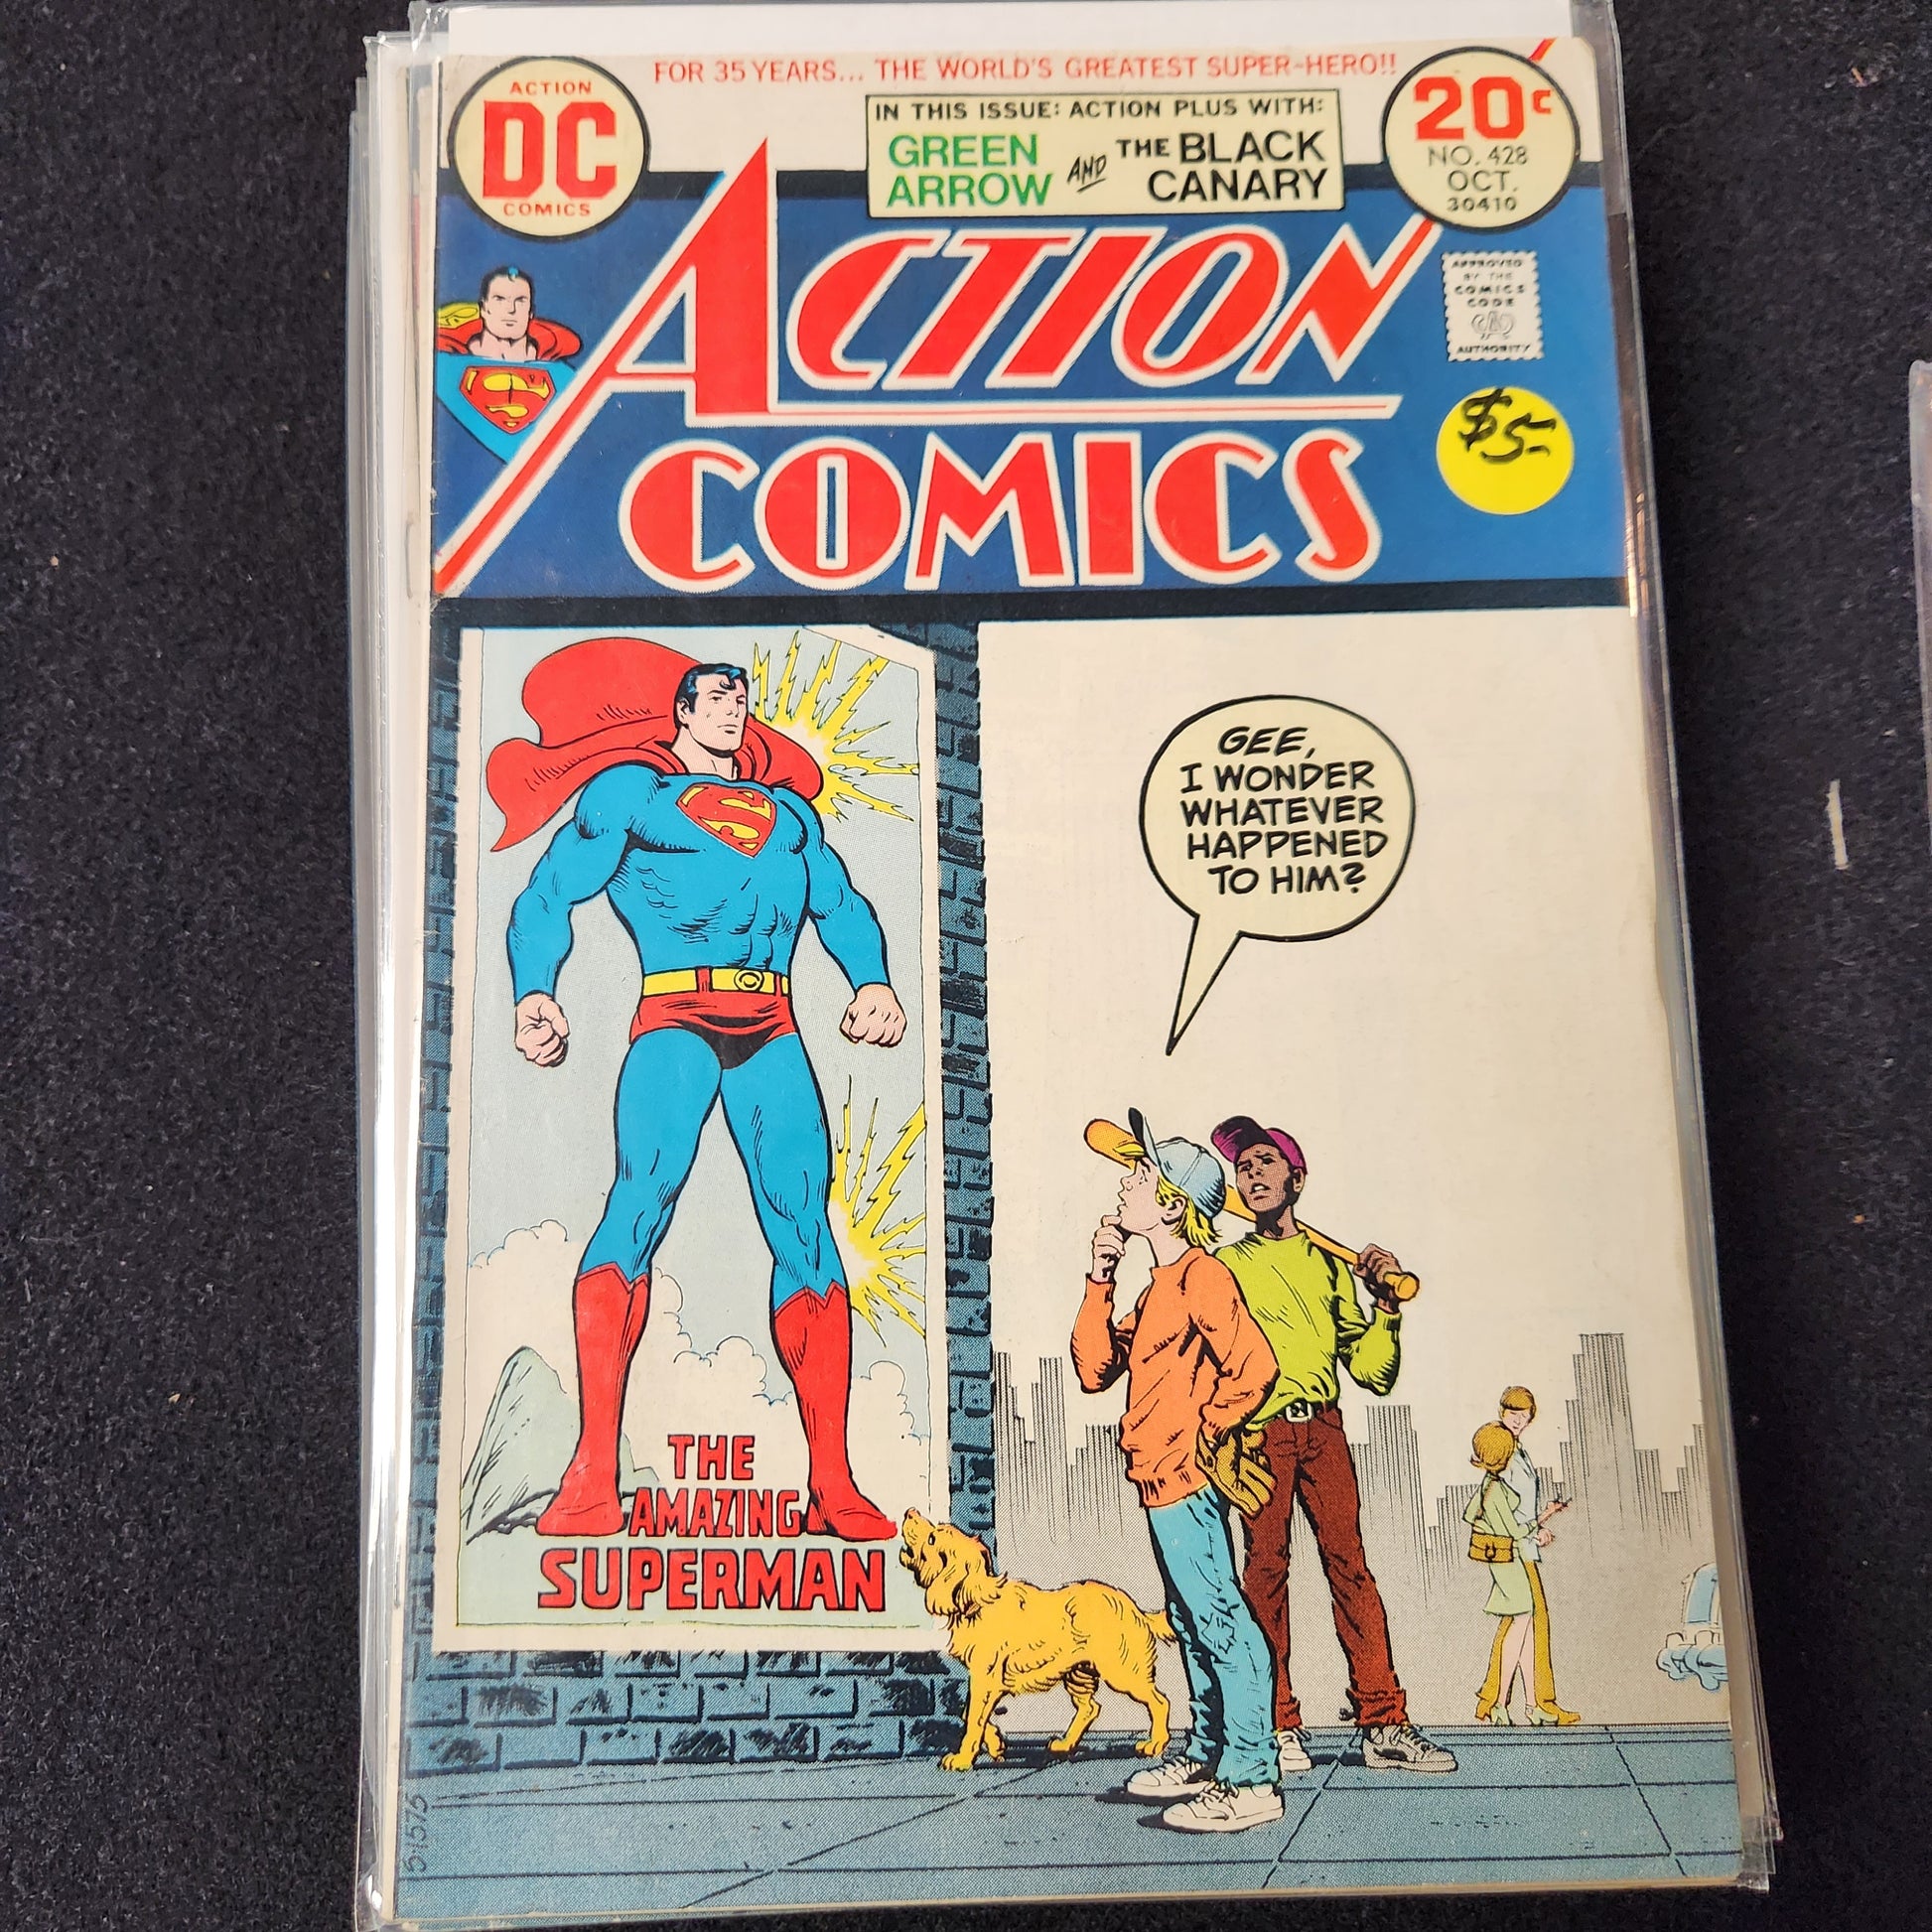 FOR 35 YEARS... THE WORLD'S GREATEST SUPER-HERO!!
ACTION
DC
COMICS
IN THIS ISSUE: ACTION PLUS WITH:
GREEN
ARROW
AND
THE BLACK
CANARY
20¢
NO. 428
OCT.
30410
ACTION
COMICS
APPROVED
BY THE
COMICS
CODE
AUTHORITY
$5-
GEE,
I WONDER
WHATEVER
HAPPENED
TO HIM?
THE
AMAZING
SUPERMAN